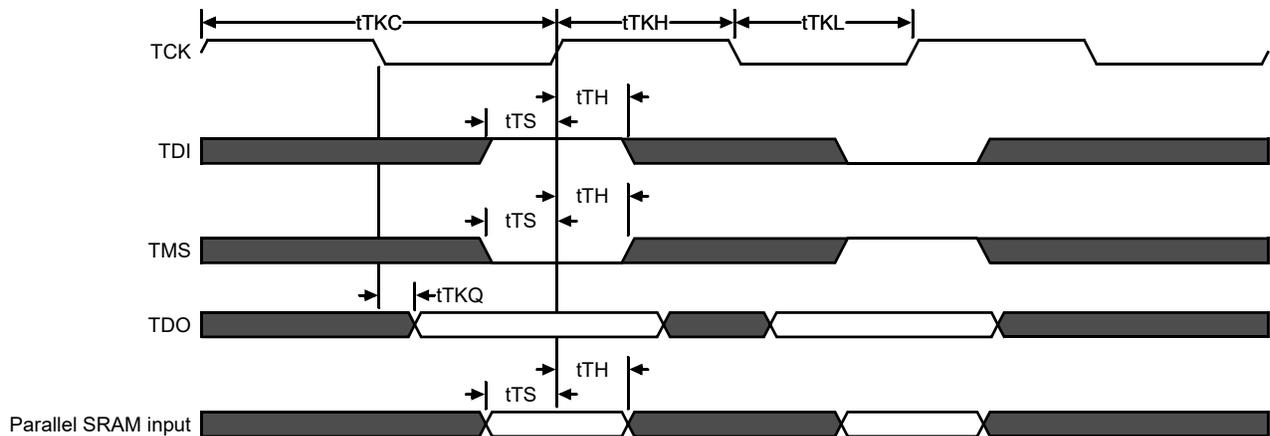 tTKC
tTKH
tTKL
TCK
tTH
tTS
TDI
tTH
tTS
TMS
tTKQ
TDO
tTH
tTS
Parallel SRAM input